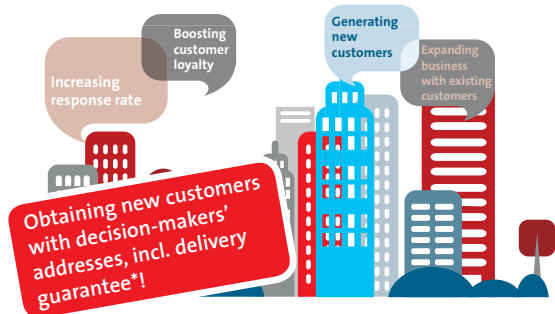 Boosting
customer
loyalty
Generating
new
customers
Increasing
response rate
Expanding
business
with existing
customers
Obtaining new customers
with decision-makers'
addresses, incl. delivery
guarantee*!